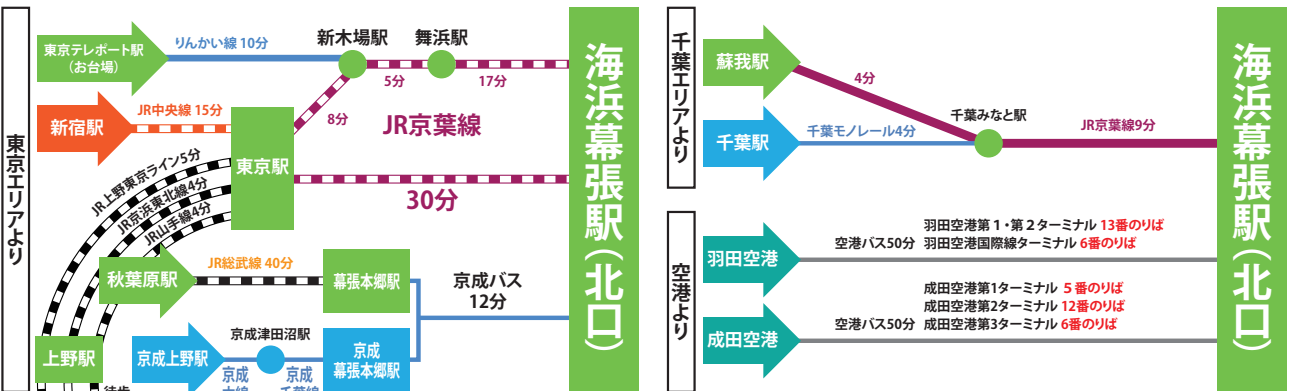 東京エリアより
東京テレポート駅
(お台場)
りんかい線 10分
新木場駅
舞浜駅
5分
17分
新宿駅
JR中央線 15分
8分
JR京葉線
東京駅
30分
JR上野東京ライン5分
JR京浜東北線4分
JR山手線4分
秋葉原駅
JR総武線 40分
幕張本郷駅
京成バス
12分
上野駅
京成上野駅
京成津田沼駅
京成
幕張本郷駅
京成
京成
千葉線
徒歩
海浜幕張駅(北口)
千葉エリアより
蘇我駅
4分
千葉駅
千葉モノレール4分
千葉みなと駅
JR京葉線9分
空港より
羽田空港
羽田空港第1・第2ターミナル 13番のりば
空港バス50分 羽田空港国際線ターミナル 6番のりば
成田空港
成田空港第1ターミナル 5番のりば
成田空港第2ターミナル 12番のりば
空港バス50分 成田空港第3ターミナル 6番のりば
海浜幕張駅(北口)